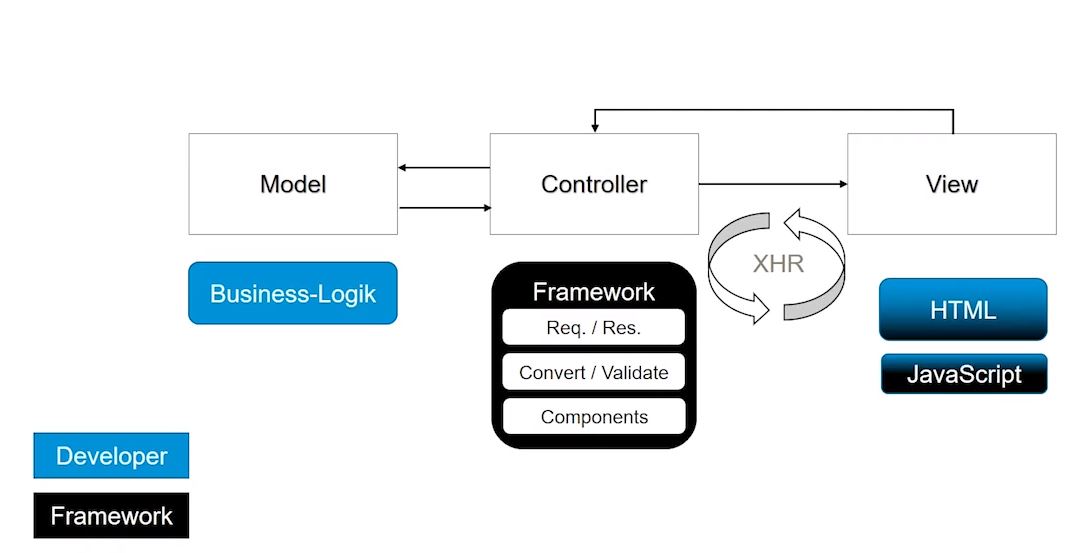 Model
Controller
View
Business-Logik
Framework
Req. / Res.
Convert / Validate
Components
XHR
HTML
JavaScript
Developer
Framework